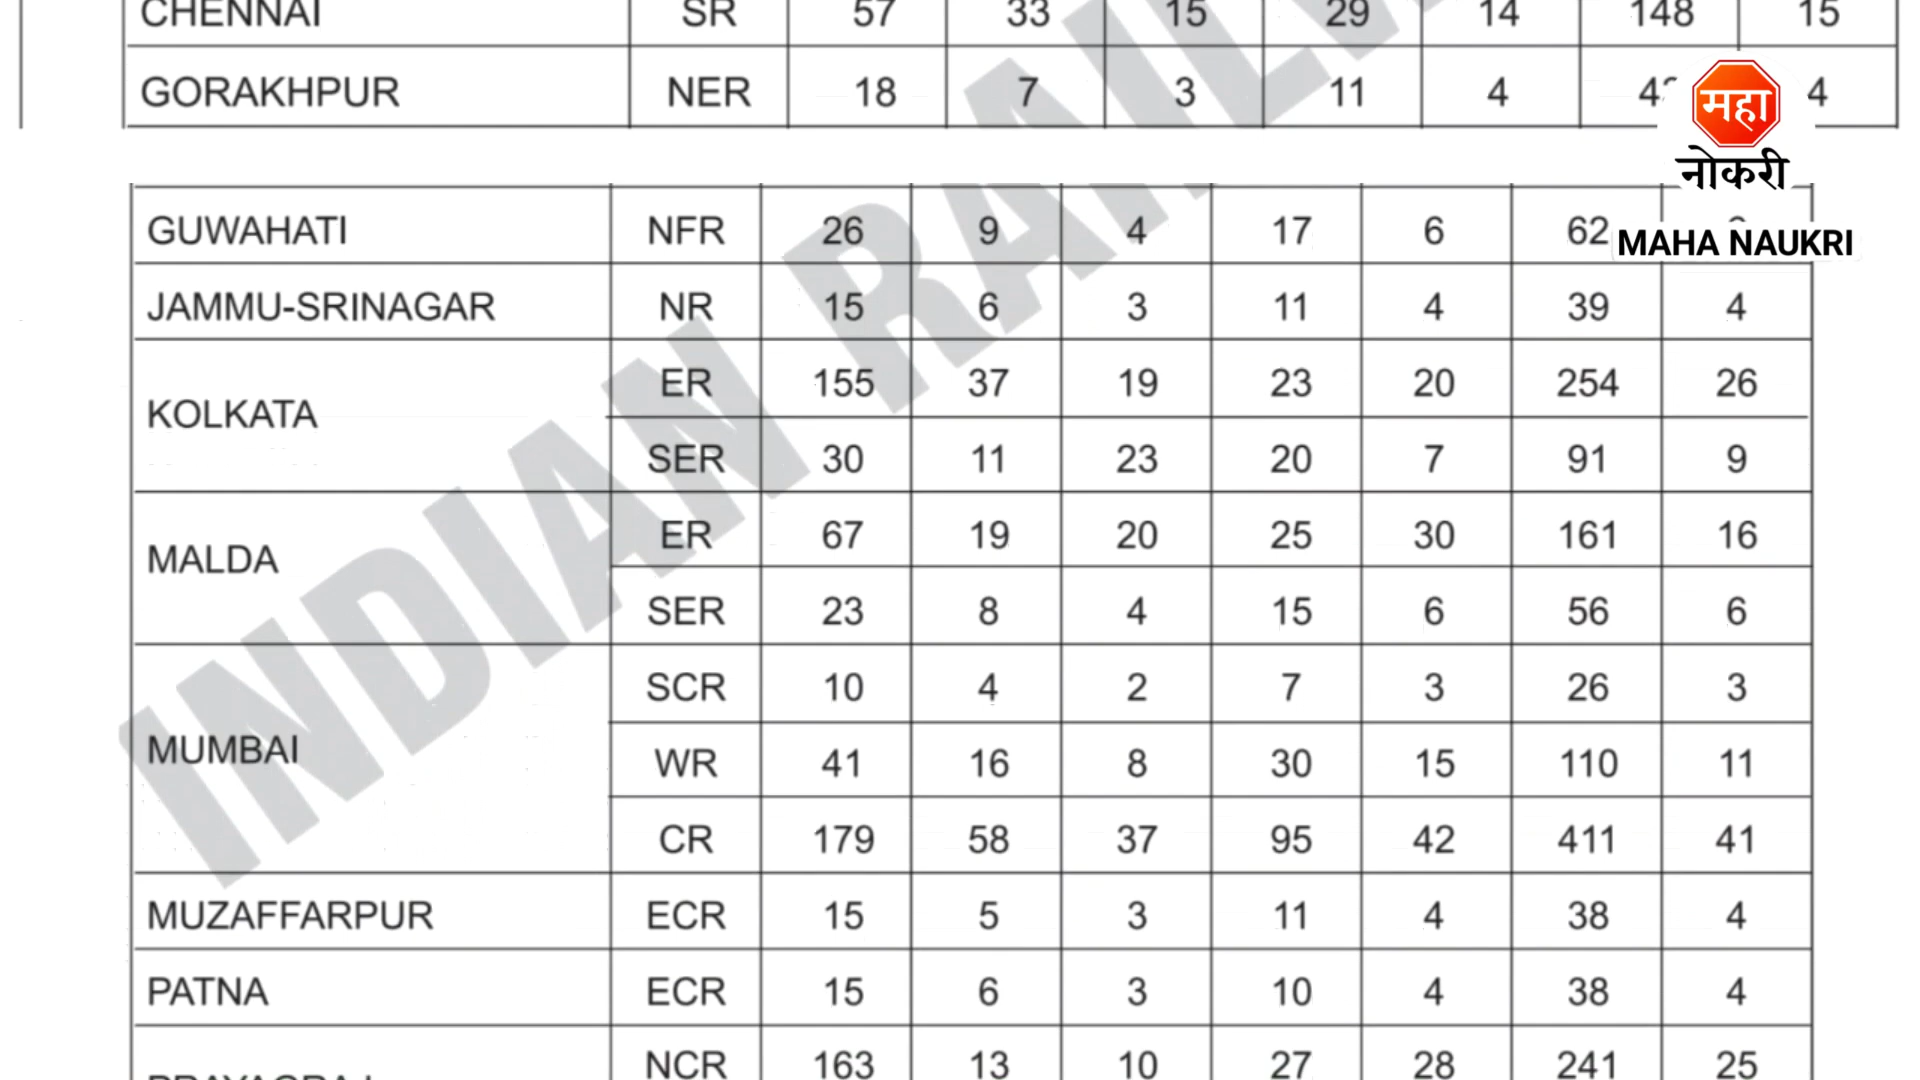 CHENNAI SR 57 33 15 29 14 148 15
GORAKHPUR NER 18 7 3 11 4 4
महा
नोकरी
MAHA NAUKRI
GUWAHATI NFR 26 9 4 17 6 62
JAMMU-SRINAGAR NR 15 6 3 11 4 39 4
KOLKATA ER 155 37 19 23 20 254 26
SER 30 11 23 20 7 91 9
MALDA ER 67 19 20 25 30 161 16
SER 23 8 4 15 6 56 6
MUMBAI SCR 10 4 2 7 3 26 3
WR 41 16 8 30 15 110 11
CR 179 58 37 95 42 411 41
MUZAFFARPUR ECR 15 5 3 11 4 38 4
PATNA ECR 15 6 3 10 4 38 4
PRAYAGRAJ NCR 163 13 10 27 28 241 25
INDIAN RAILW